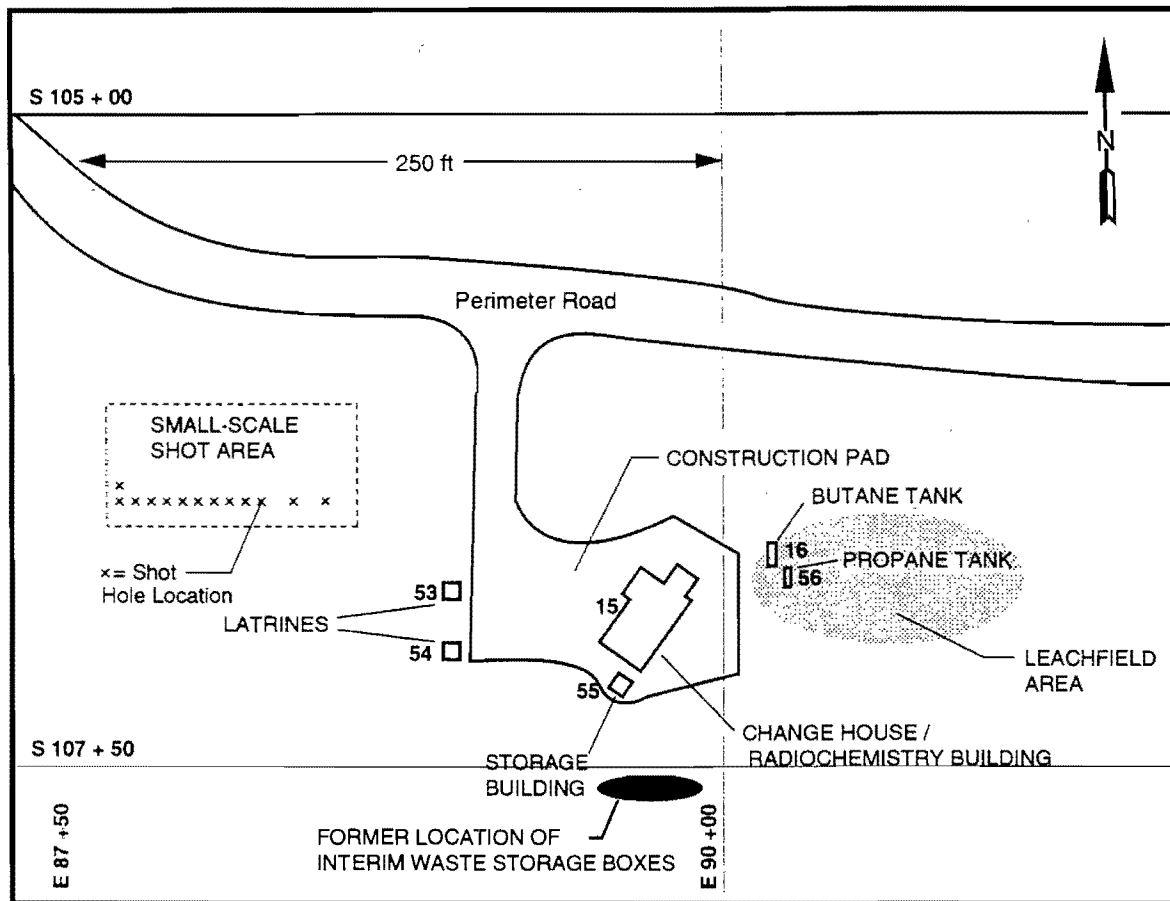 S 105 + 00
250 ft
N
Perimeter Road
SMALL-SCALE
SHOT AREA
× = Shot
Hole Location
CONSTRUCTION PAD
BUTANE TANK
16
PROPANE TANK
56
53
15
LATRINES
54
55
LEACHFIELD
AREA
CHANGE HOUSE /
RADIOCHEMISTRY BUILDING
S 107 + 50
STORAGE
BUILDING
FORMER LOCATION OF
INTERIM WASTE STORAGE BOXES
E 87 +50
E 90 +00